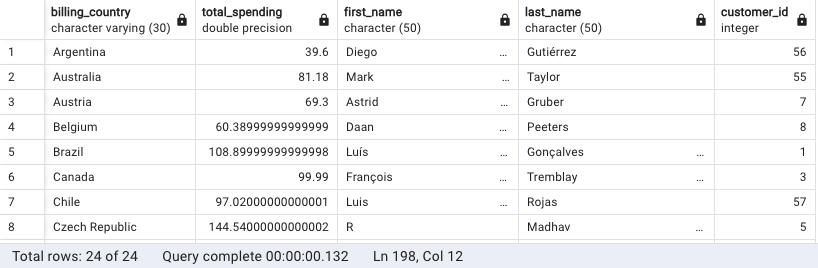 billing_country total_spending first_name last_name customer_id
character varying (30) double precision character (50) character (50) integer
1 Argentina 39.6 Diego … Gutiérrez 56
2 Australia 81.18 Mark … Taylor 55
3 Austria 69.3 Astrid … Gruber 7
4 Belgium 60.38999999999999 Daan … Peeters 8
5 Brazil 108.89999999999998 Luís … Gonçalves … 1
6 Canada 99.99 François … Tremblay … 3
7 Chile 97.02000000000001 Luis … Rojas 57
8 Czech Republic 144.54000000000002 R Madhav … 5
Total rows: 24 of 24 Query complete 00:00:00.132 Ln 198, Col 12